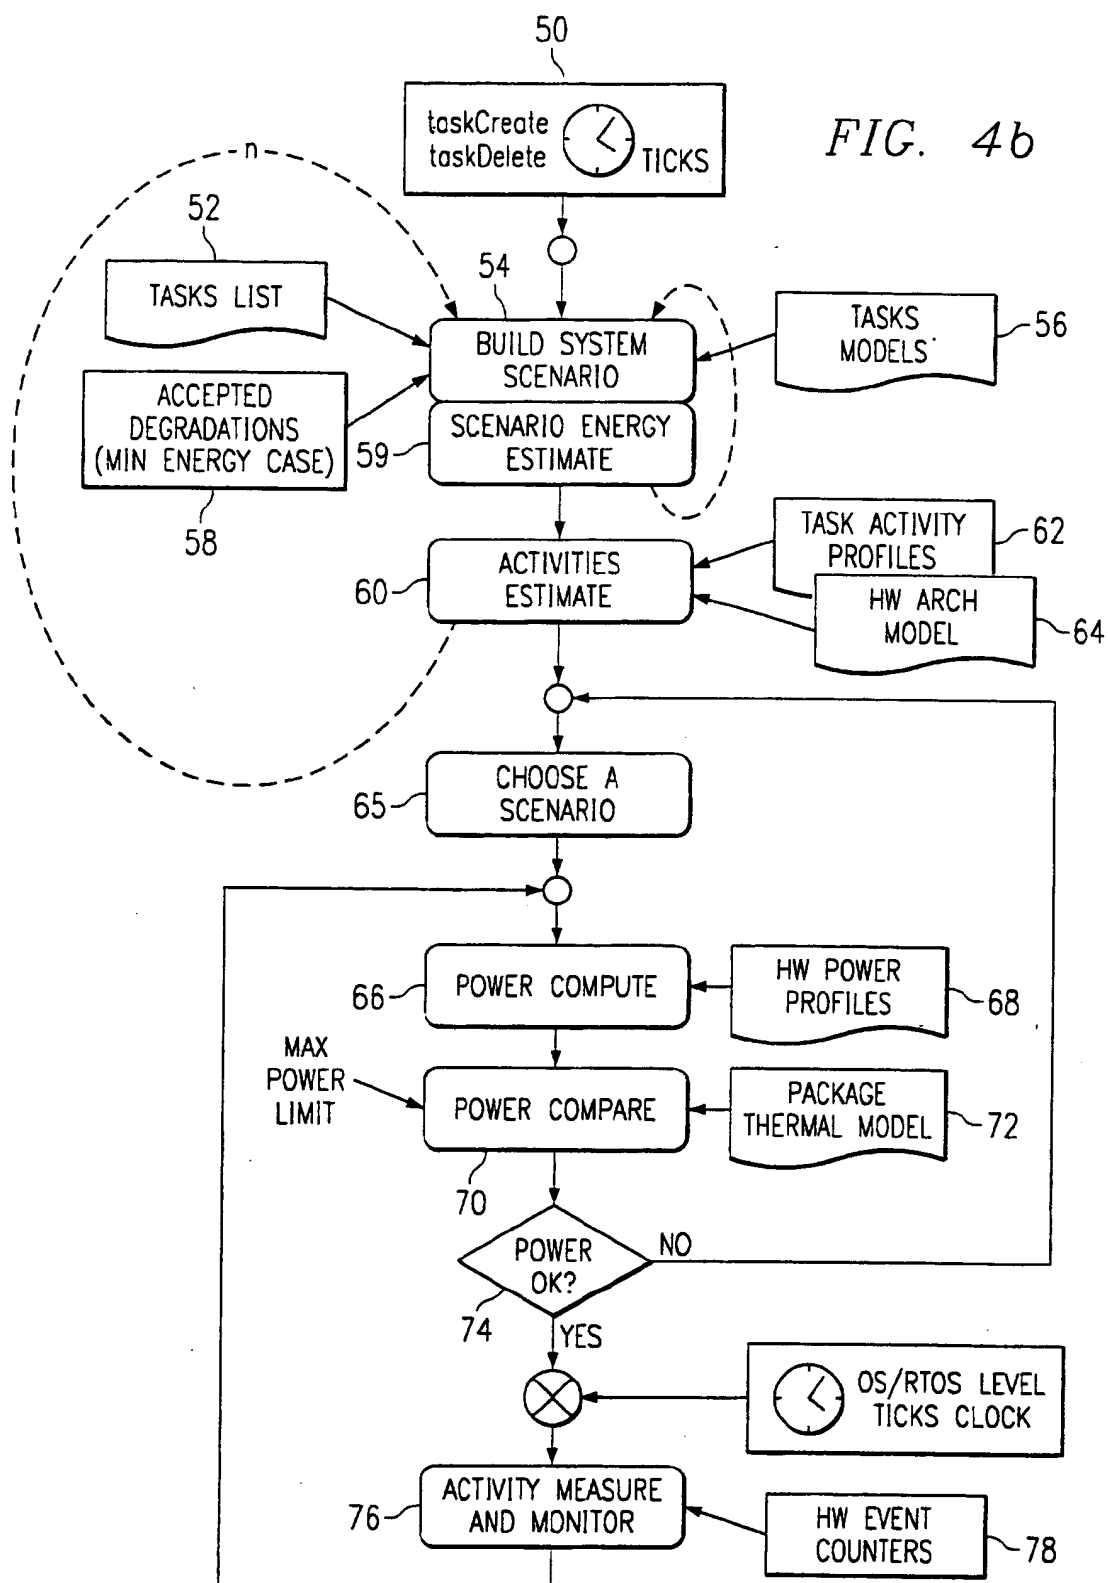 50
taskCreate
taskDelete
TICKS
FIG. 4b
n
52
TASKS LIST
54
BUILD SYSTEM
SCENARIO
TASKS
MODELS
56
ACCEPTED
DEGRADATIONS
(MIN ENERGY CASE)
58
59
SCENARIO ENERGY
ESTIMATE
TASK ACTIVITY
PROFILES
62
60
ACTIVITIES
ESTIMATE
HW ARCH
MODEL
64
65
CHOOSE A
SCENARIO
66
POWER COMPUTE
HW POWER
PROFILES
68
MAX
POWER
LIMIT
POWER COMPARE
70
PACKAGE
THERMAL MODEL
72
POWER
OK?
NO
74
YES
OS/RTOS LEVEL
TICKS CLOCK
76
ACTIVITY MEASURE
AND MONITOR
HW EVENT
COUNTERS
78